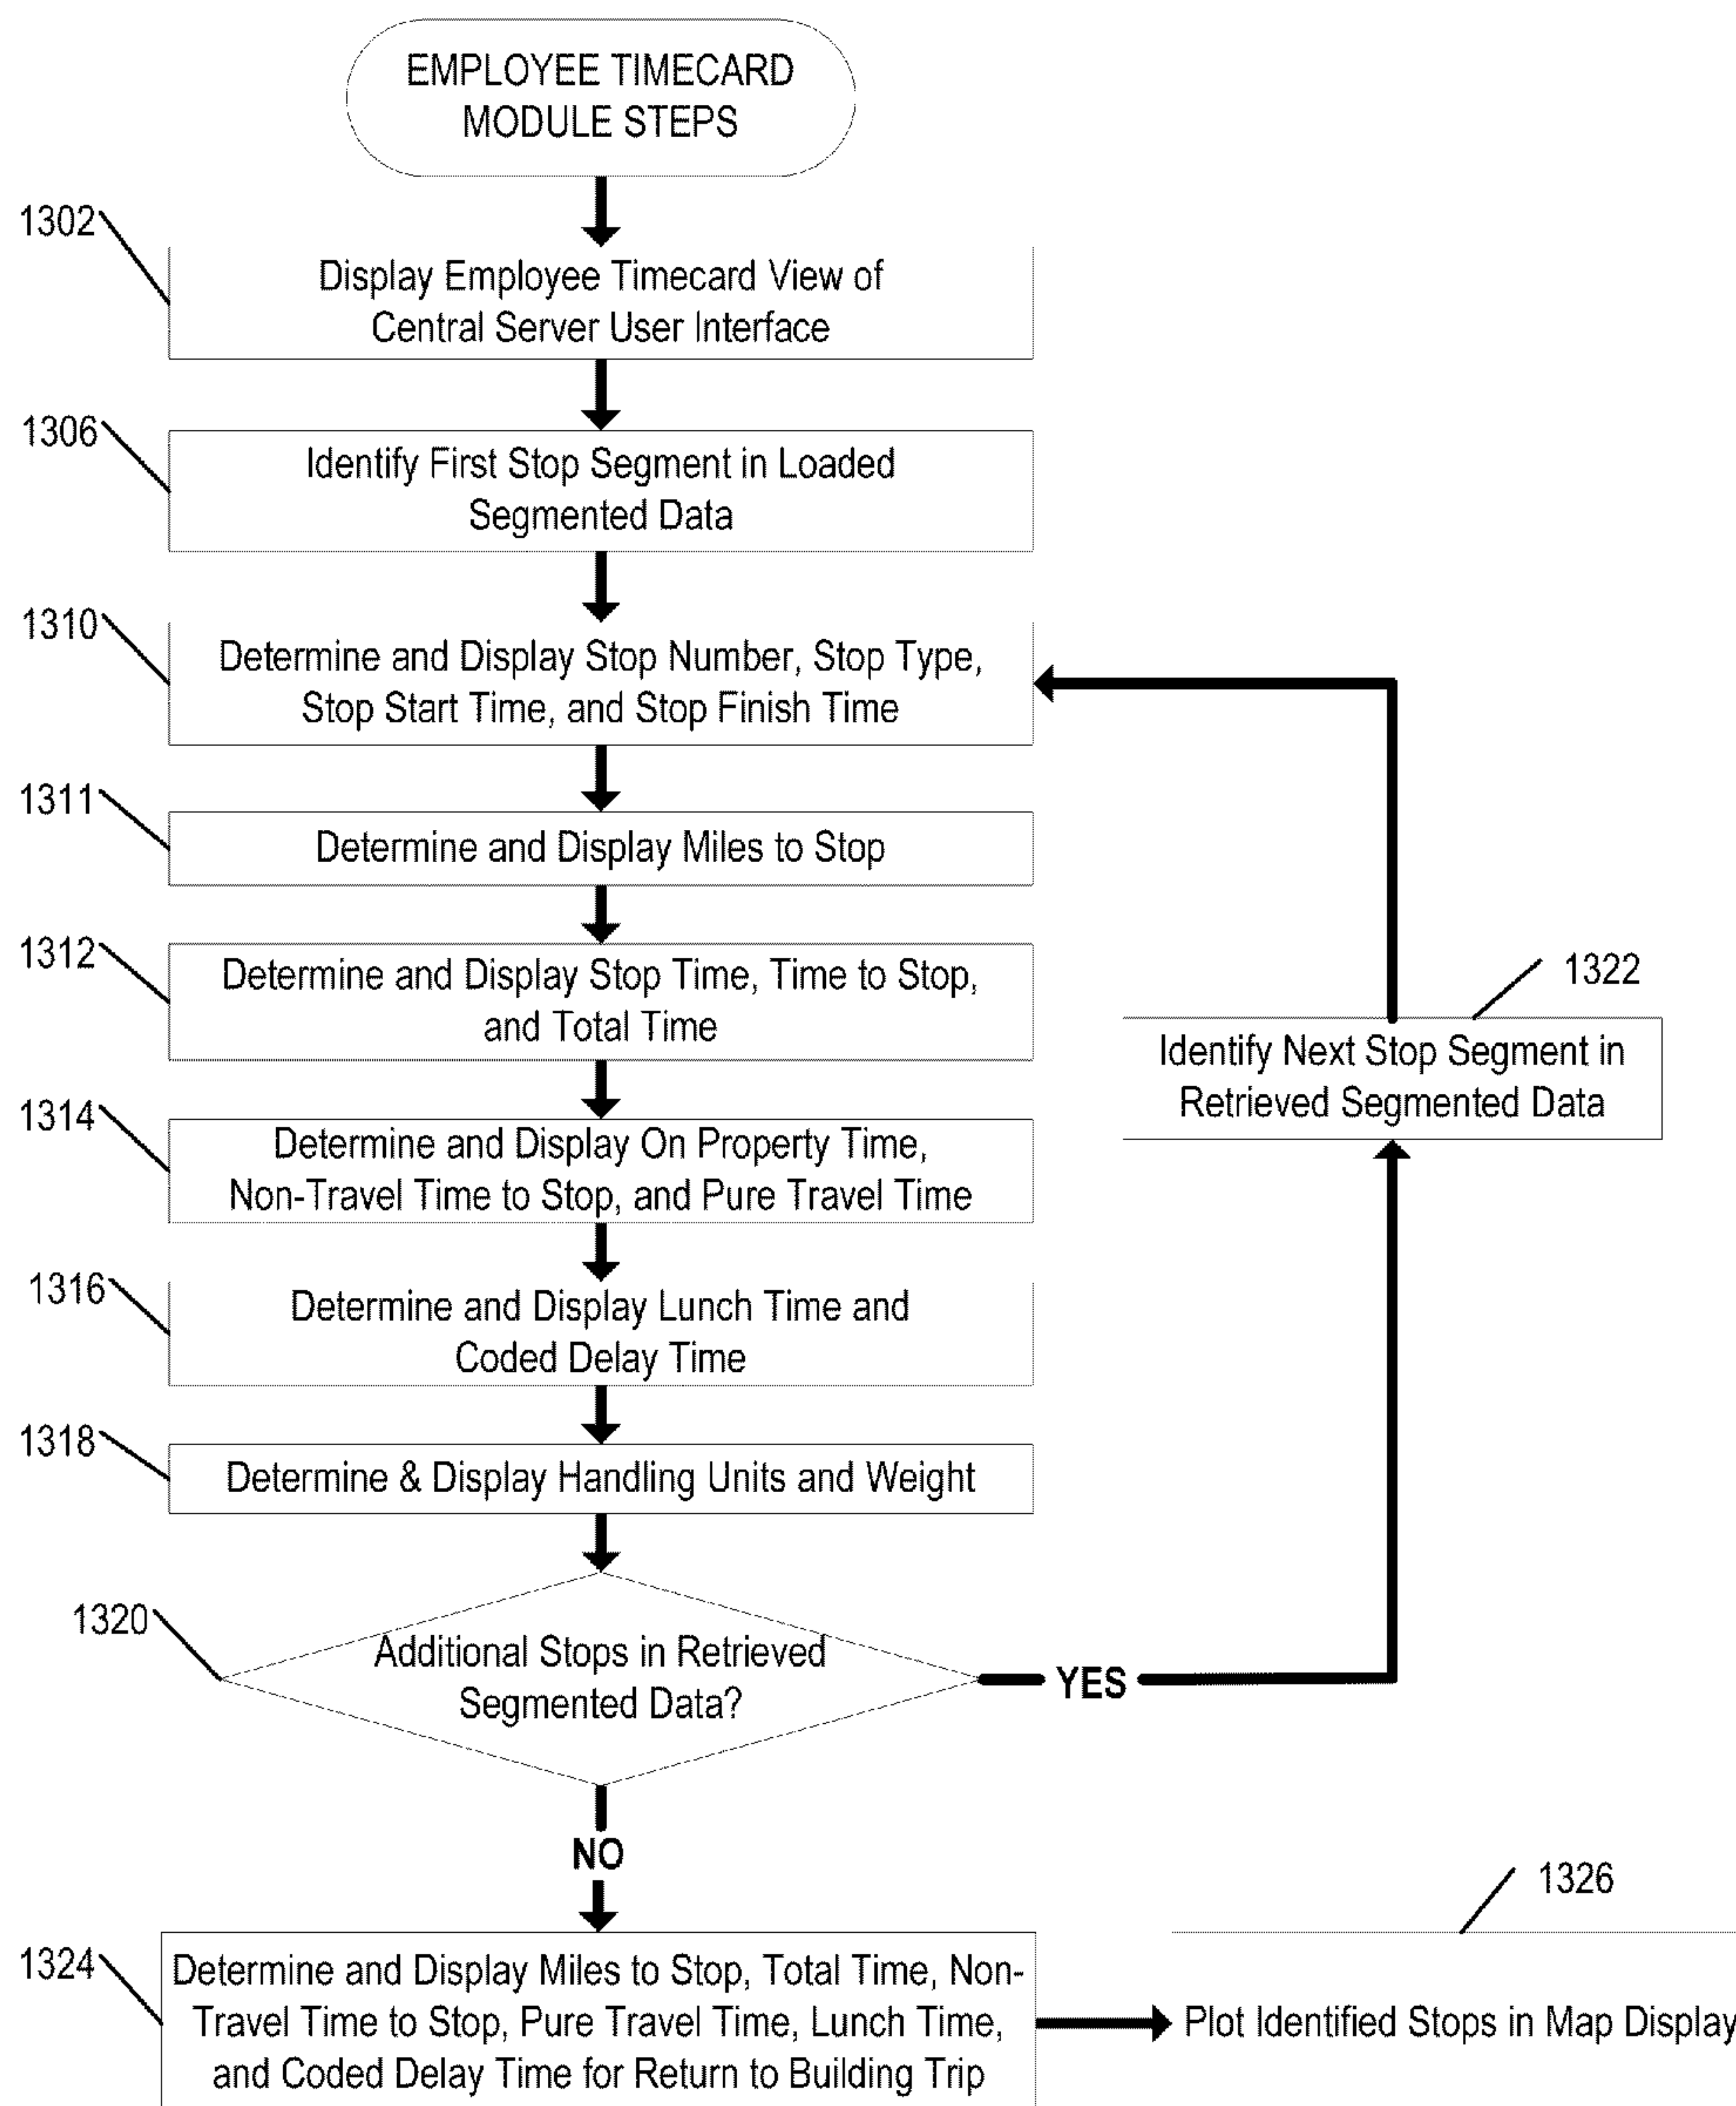 EMPLOYEE TIMECARD
MODULE STEPS
1302
Display Employee Timecard View of
Central Server User Interface
1306
Identify First Stop Segment in Loaded
Segmented Data
1310
Determine and Display Stop Number, Stop Type,
Stop Start Time, and Stop Finish Time
1311
Determine and Display Miles to Stop
1312
Determine and Display Stop Time, Time to Stop,
and Total Time
1322
Identify Next Stop Segment in
Retrieved Segmented Data
1314
Determine and Display On Property Time,
Non-Travel Time to Stop, and Pure Travel Time
1316
Determine and Display Lunch Time and
Coded Delay Time
1318
Determine & Display Handling Units and Weight
1320
Additional Stops in Retrieved
Segmented Data?
YES
NO
1324
Determine and Display Miles to Stop, Total Time, Non-
Travel Time to Stop, Pure Travel Time, Lunch Time,
and Coded Delay Time for Return to Building Trip
1326
Plot Identified Stops in Map Display